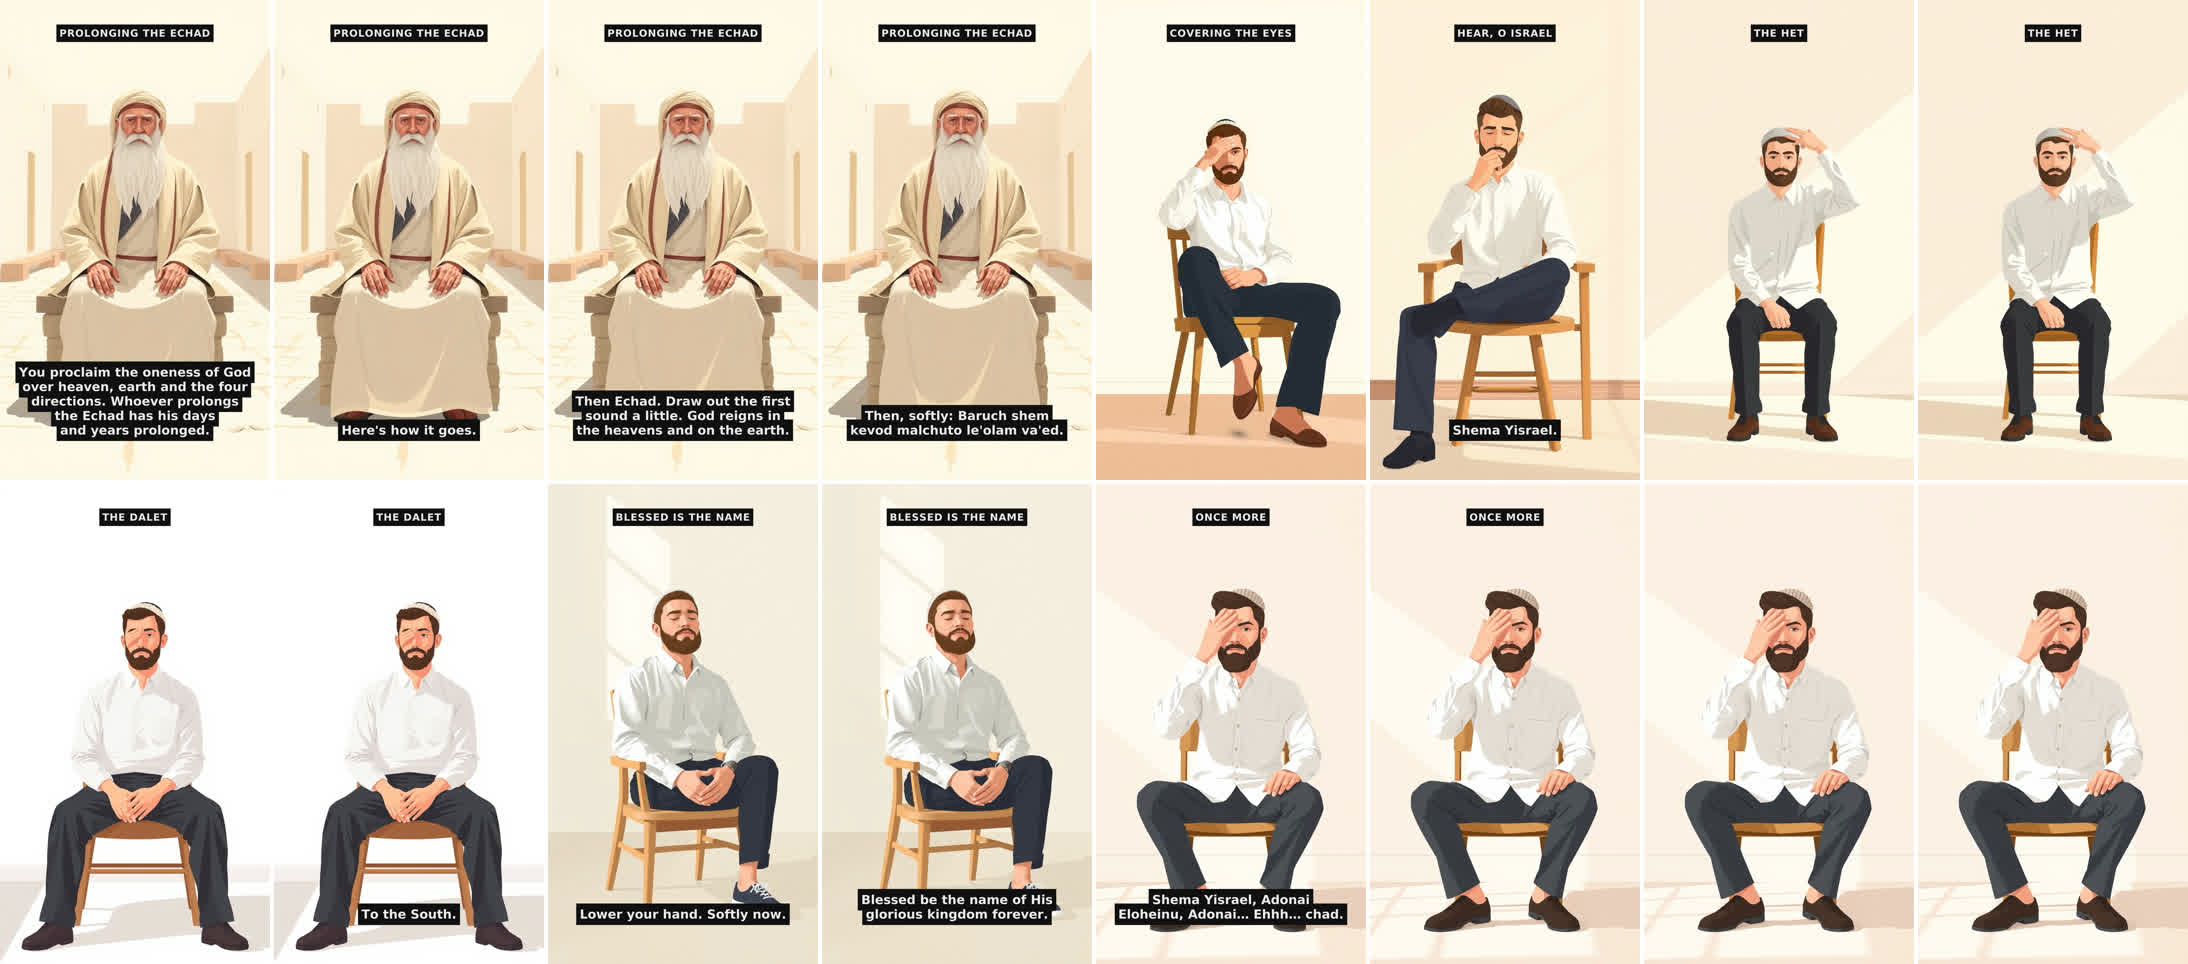 PROLONGING THE ECHAD
You proclaim the oneness of God
over heaven, earth and the four
directions. Whoever prolongs
the Echad has his days
and years prolonged.
PROLONGING THE ECHAD
Here's how it goes.
PROLONGING THE ECHAD
Then Echad. Draw out the first
sound a little. God reigns in
the heavens and on the earth.
PROLONGING THE ECHAD
Then, softly: Baruch shem
kevod malchuto le'olam va'ed.
COVERING THE EYES
HEAR, O ISRAEL
Shema Yisrael.
THE HET
THE HET
THE DALET
THE DALET
To the South.
BLESSED IS THE NAME
Lower your hand. Softly now.
BLESSED IS THE NAME
Blessed be the name of His
glorious kingdom forever.
ONCE MORE
Shema Yisrael, Adonai
Eloheinu, Adonai... Ehhh... chad.
ONCE MORE